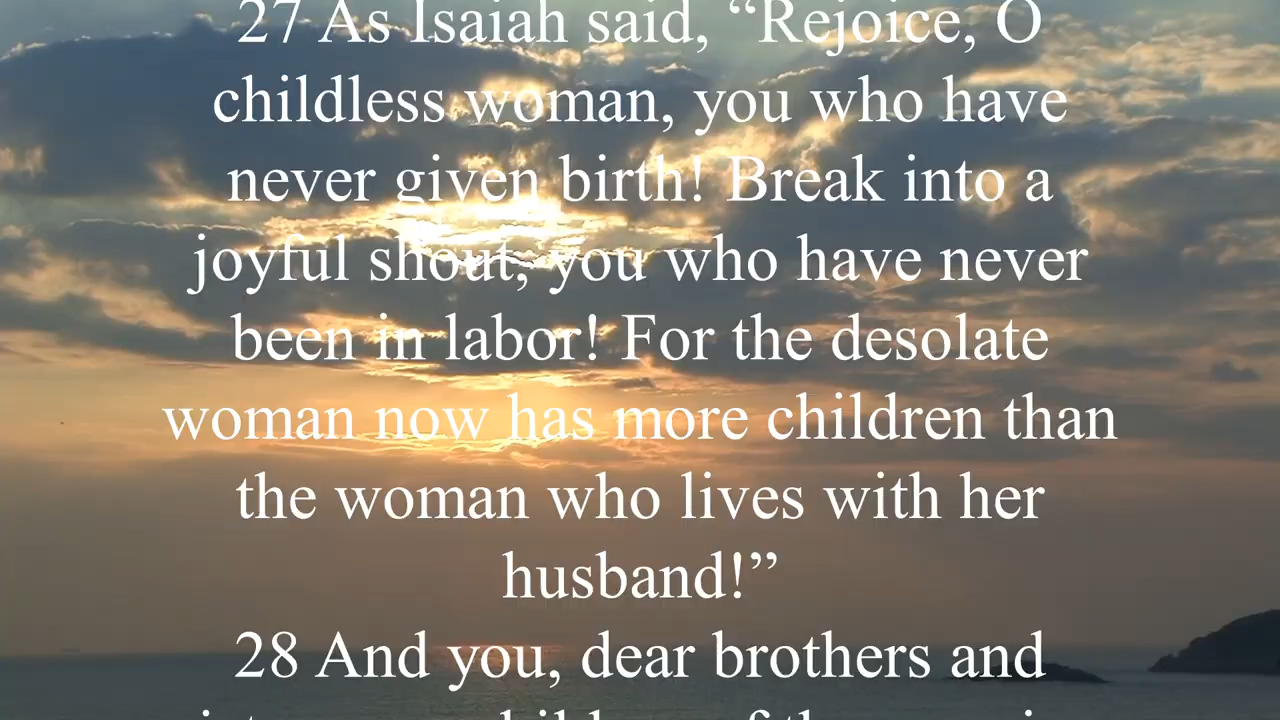 27 As Isaiah said, “Rejoice, O
childless woman, you who have
never given birth! Break into a
joyful shout, you who have never
been in labor! For the desolate
woman now has more children than
the woman who lives with her
husband!”
28 And you, dear brothers and